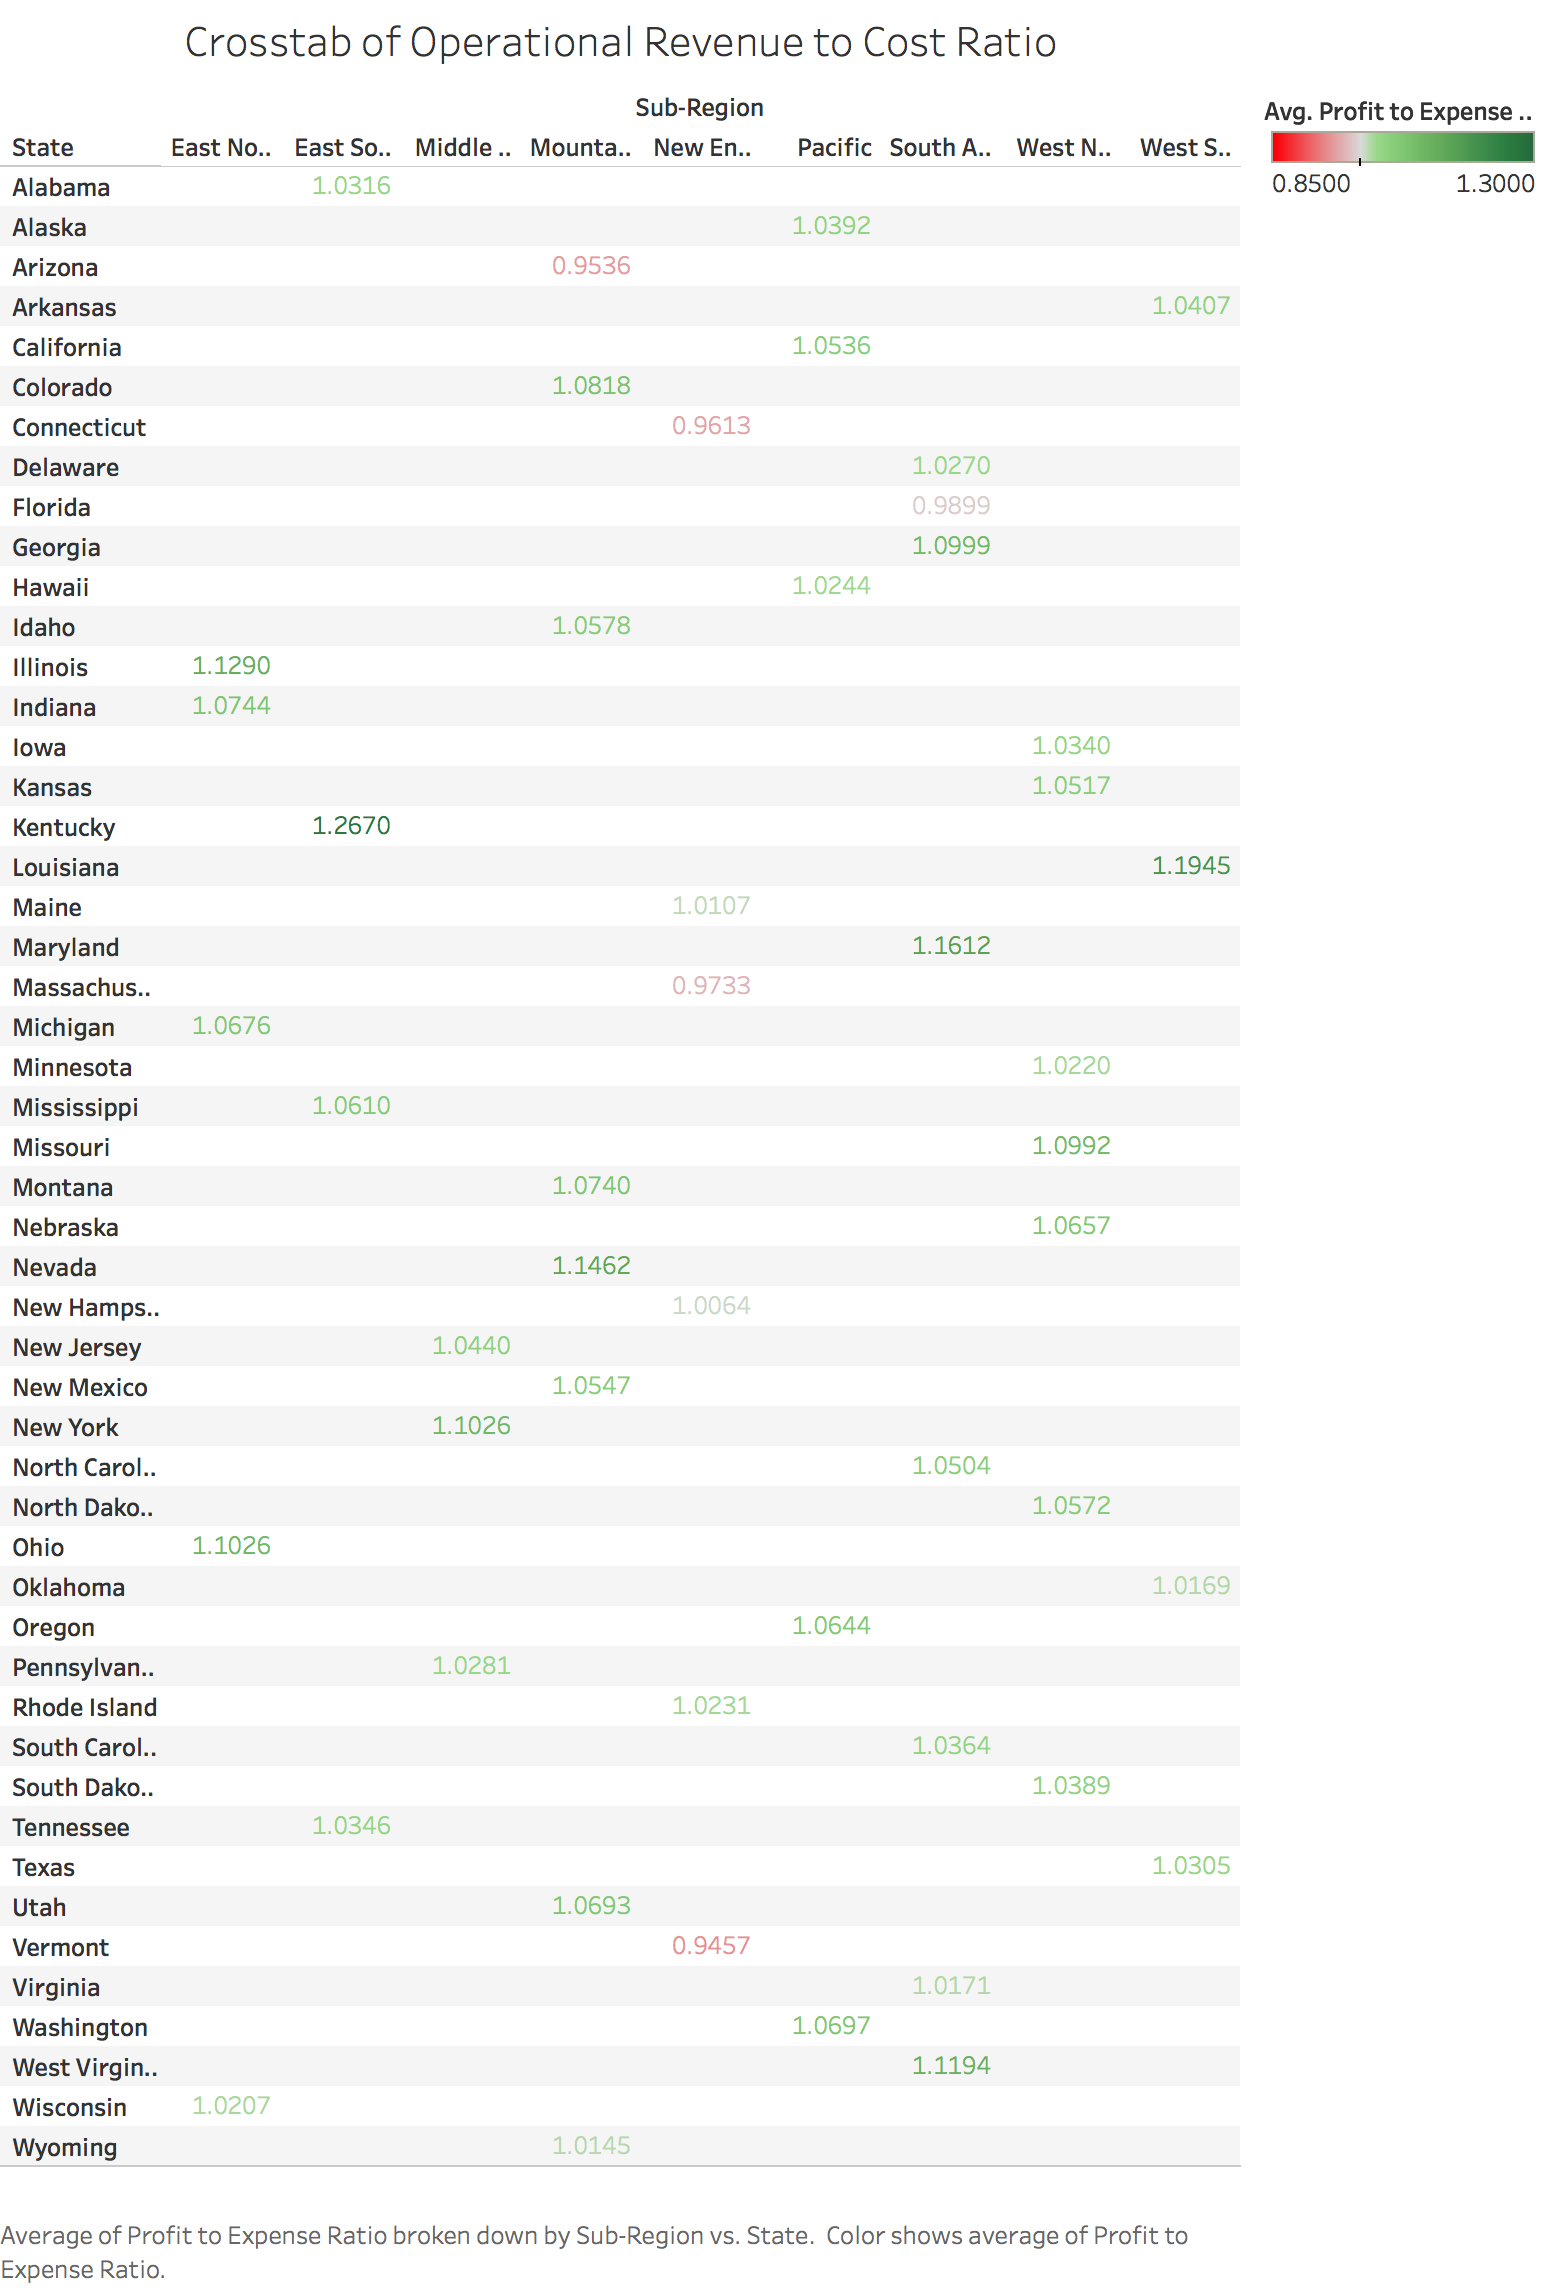 Crosstab of Operational Revenue to Cost Ratio
Sub-Region
Avg. Profit to Expense ..
0.8500 1.3000
State East No.. East So.. Middle .. Mounta.. New En.. Pacific South A.. West N.. West S..
Alabama 1.0316
Alaska 1.0392
Arizona 0.9536
Arkansas 1.0407
California 1.0536
Colorado 1.0818
Connecticut 0.9613
Delaware 1.0270
Florida 0.9899
Georgia 1.0999
Hawaii 1.0244
Idaho 1.0578
Illinois 1.1290
Indiana 1.0744
Iowa 1.0340
Kansas 1.0517
Kentucky 1.2670
Louisiana 1.1945
Maine 1.0107
Maryland 1.1612
Massachus.. 0.9733
Michigan 1.0676
Minnesota 1.0220
Mississippi 1.0610
Missouri 1.0992
Montana 1.0740
Nebraska 1.0657
Nevada 1.1462
New Hamps.. 1.0064
New Jersey 1.0440
New Mexico 1.0547
New York 1.1026
North Carol.. 1.0504
North Dako.. 1.0572
Ohio 1.1026
Oklahoma 1.0169
Oregon 1.0644
Pennsylvan.. 1.0281
Rhode Island 1.0231
South Carol.. 1.0364
South Dako.. 1.0389
Tennessee 1.0346
Texas 1.0305
Utah 1.0693
Vermont 0.9457
Virginia 1.0171
Washington 1.0697
West Virgin.. 1.1194
Wisconsin 1.0207
Wyoming 1.0145
Average of Profit to Expense Ratio broken down by Sub-Region vs. State.  Color shows average of Profit to
Expense Ratio.